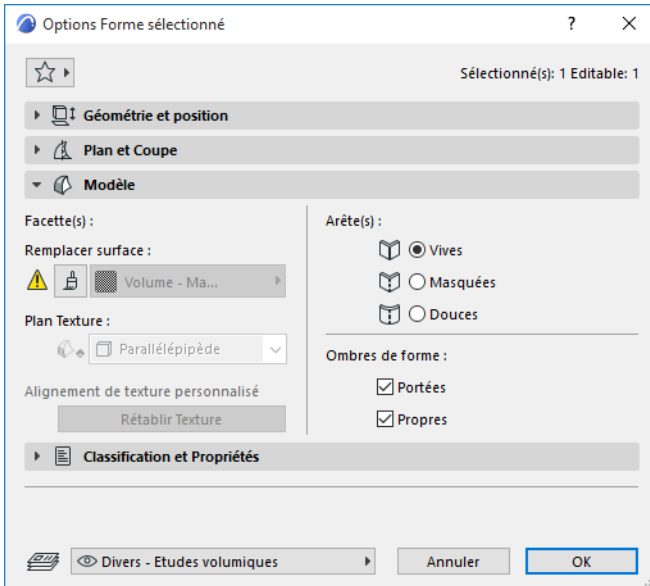 Options Forme sélectionné
Sélectionné(s): 1 Editable: 1
Géométrie et position
Plan et Coupe
Modèle
Facette(s) :
Remplacer surface :
Volume - Ma...
Plan Texture :
Parallélépipède
Alignement de texture personnalisé
Rétablir Texture
Arête(s) :
Vives
Masquées
Douces
Ombres de forme :
Portées
Propres
Classification et Propriétés
Divers - Etudes volumiques
Annuler
OK